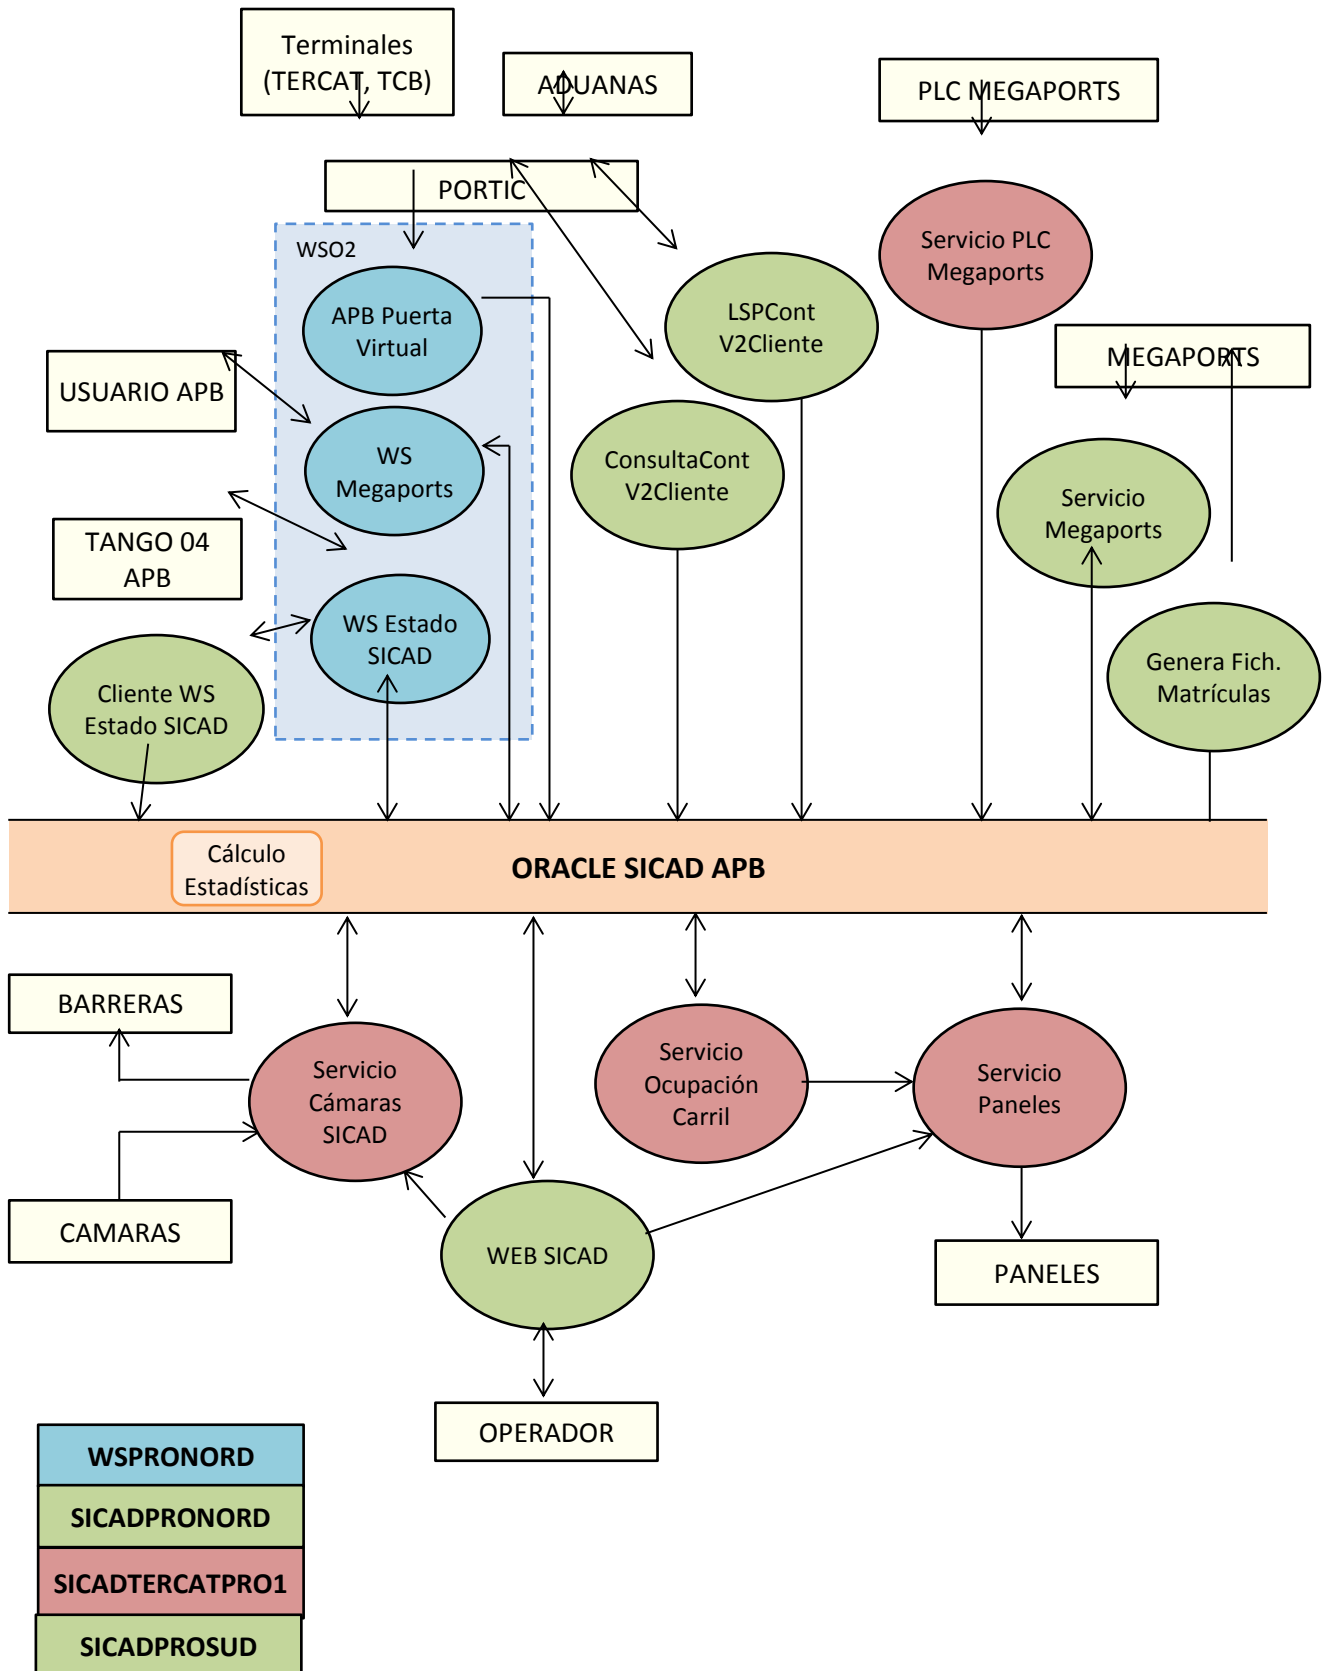 Terminales
(TERCAT, TCB)
ADUANAS
PLC MEGAPORTS
PORTIC
WSO2
Servicio PLC
Megaports
APB Puerta
Virtual
LSPCont
V2Cliente
MEGAPORTS
USUARIO APB
WS
Megaports
ConsultaCont
V2Cliente
Servicio
Megaports
TANGO 04
APB
WS Estado
SICAD
Genera Fich.
Matrículas
Cliente WS
Estado SICAD
Cálculo
Estadísticas
ORACLE SICAD APB
BARRERAS
Servicio
Cámaras
SICAD
Servicio
Ocupación
Carril
Servicio
Paneles
CAMARAS
WEB SICAD
PANELES
OPERADOR
WSPRONORD
SICADPRONORD
SICADTERCATPRO1
SICADPROSUD